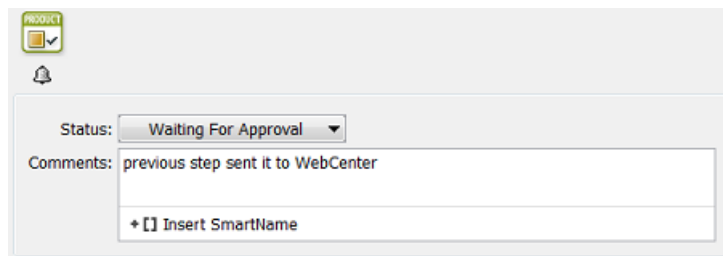 PRODUCT
Status: Waiting For Approval
Comments: previous step sent it to WebCenter
+ [] Insert SmartName